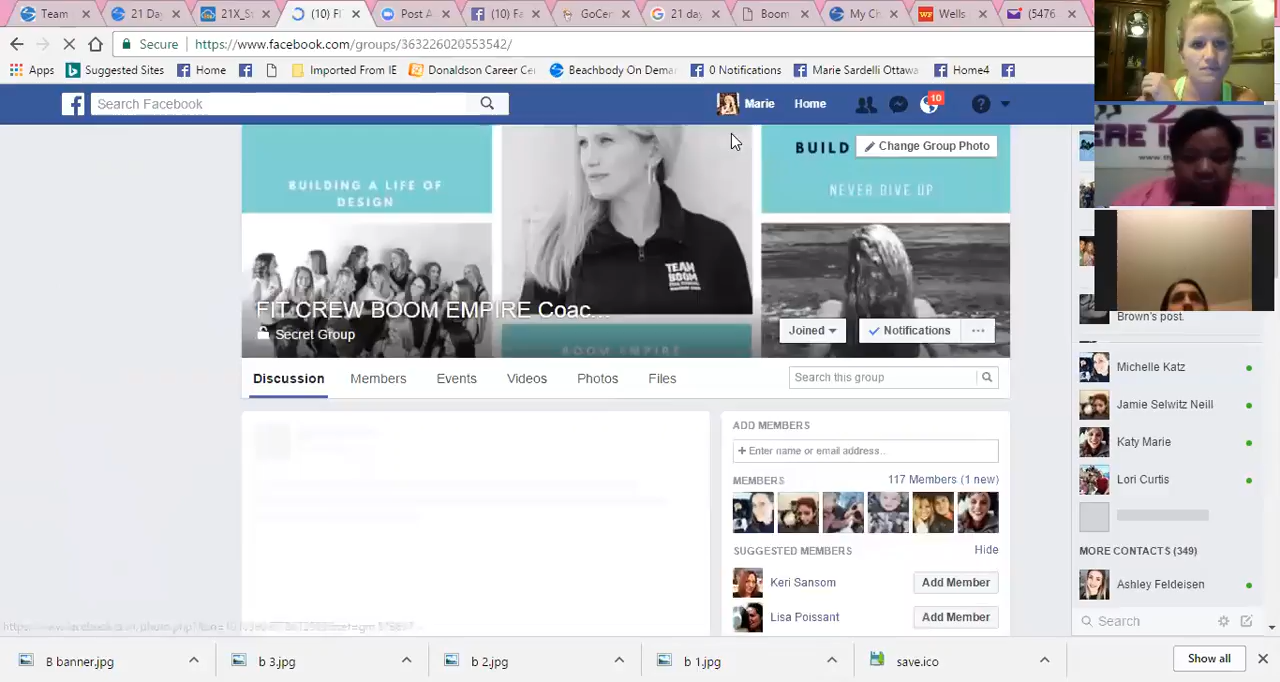 Team
21 Day
21X_S
(10) FI
Post A
(10) Fa
GoCer
21 day
Boom
My Ch
Wells
(5476
Secure
https://www.facebook.com/groups/363226020553542/
Apps
Suggested Sites
Home
Imported From IE
Donaldson Career Ce
Beachbody On Dema
0 Notifications
Marie Sardelli Ottawa
Home4
Search Facebook
Marie
Home
10
BUILDING A LIFE OF
DESIGN
BUILD
Change Group Photo
NEVER GIVE UP
TEAM
BOOM
FIT CREW BOOM EMPIRE Coac...
Secret Group
BOOM EMPIRE
Joined
Notifications
Brown's post.
Discussion
Members
Events
Videos
Photos
Files
Search this group
ADD MEMBERS
+ Enter name or email address..
MEMBERS
117 Members (1 new)
SUGGESTED MEMBERS
Hide
Keri Sansom
Add Member
Lisa Poissant
Add Member
Michelle Katz
Jamie Selwitz Neill
Katy Marie
Lori Curtis
MORE CONTACTS (349)
Ashley Feldeisen
Search
B banner.jpg
b 3.jpg
b 2.jpg
b 1.jpg
save.ico
Show all